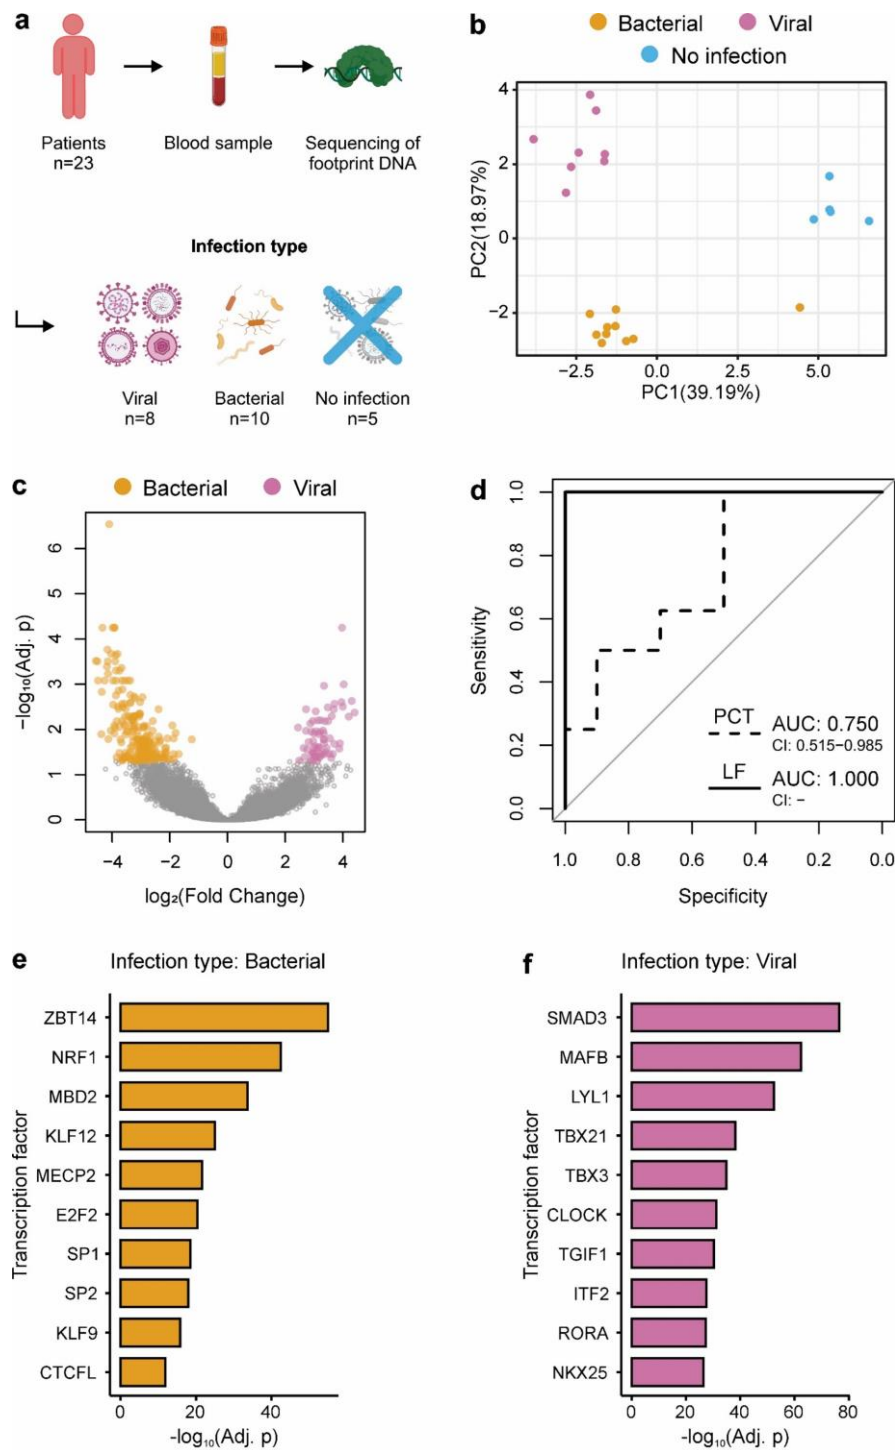 a
Patients
n=23
Blood sample
Sequencing of
footprint DNA
Infection type
Viral
n=8
Bacterial
n=10
No infection
n=5
b
Bacterial
Viral
No infection
PC2(18.97%)
4
2
0
−2
−2.5
0.0
2.5
5.0
PC1(39.19%)
c
Bacterial
Viral
−log₁₀(Adj. p)
6
5
4
3
2
1
0
−4
−2
0
2
4
log₂(Fold Change)
d
Sensitivity
1.0
0.8
0.6
0.4
0.2
0.0
PCT
AUC: 0.750
CI: 0.515−0.985
LF
AUC: 1.000
CI: −
1.0
0.8
0.6
0.4
0.2
0.0
Specificity
e
Infection type: Bacterial
Transcription factor
ZBT14
NRF1
MBD2
KLF12
MECP2
E2F2
SP1
SP2
KLF9
CTCFL
0
20
40
-log₁₀(Adj. p)
f
Infection type: Viral
Transcription factor
SMAD3
MAFB
LYL1
TBX21
TBX3
CLOCK
TGIF1
ITF2
RORA
NKX25
0
20
40
60
80
-log₁₀(Adj. p)